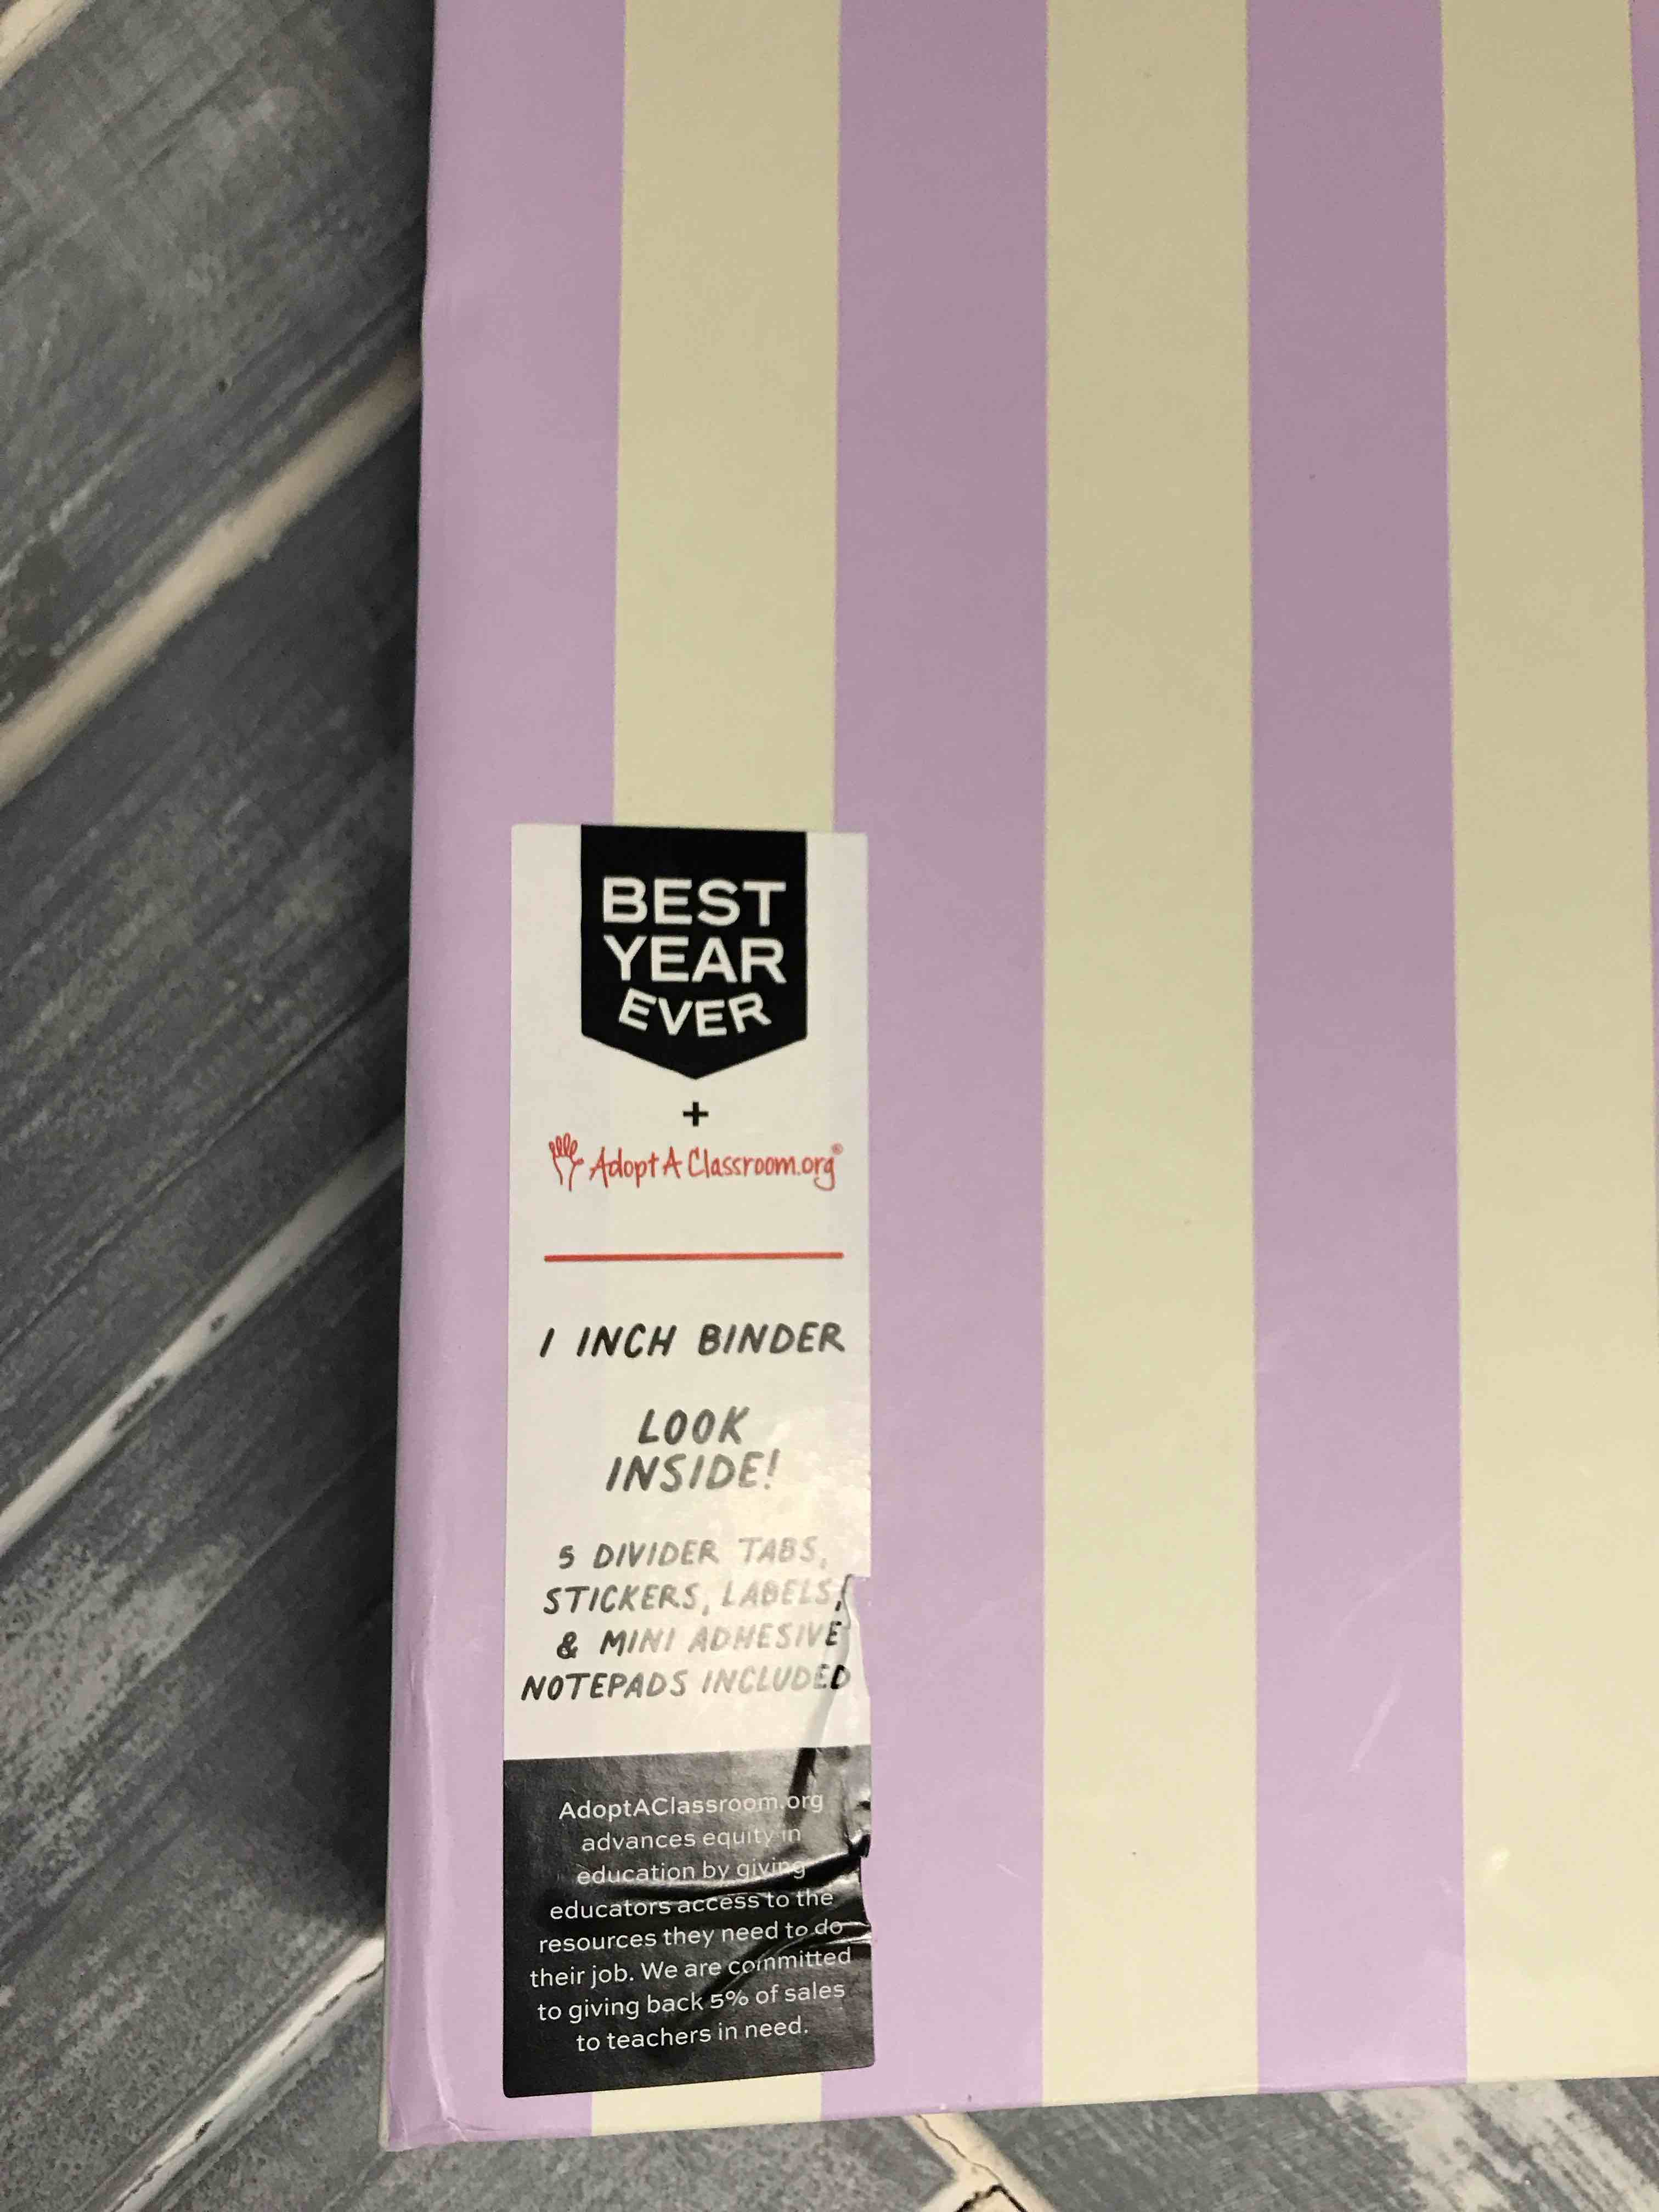 BEST
YEAR
EVER
+
AdoptAClassroom.org®
1 INCH BINDER
LOOK
INSIDE!
5 DIVIDER TABS,
STICKERS, LABELS,
& MINI ADHESIVE
NOTEPADS INCLUDED
AdoptAClassroom.org
advances equity in
education by giving
educators access to the
resources they need to do
their job. We are committed
to giving back 5% of sales
to teachers in need.